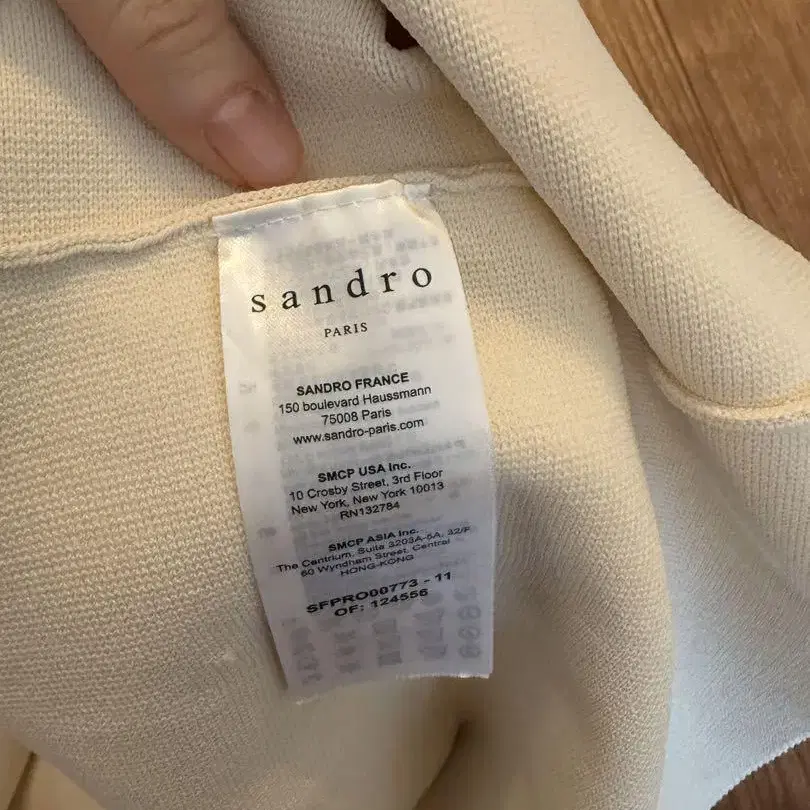 sandro
PARIS
SANDRO FRANCE
150 boulevard Haussmann
75008 Paris
www.sandro-paris.com
SMCP USA Inc.
10 Crosby Street, 3rd Floor
New York, New York 10013
RN132784
SMCP ASIA Inc.
The Centrium, Suite 3203A-5A, 32/F
60 Wyndham Street, Central
HONG-KONG
SFPRO00773 - 11
OF: 124556